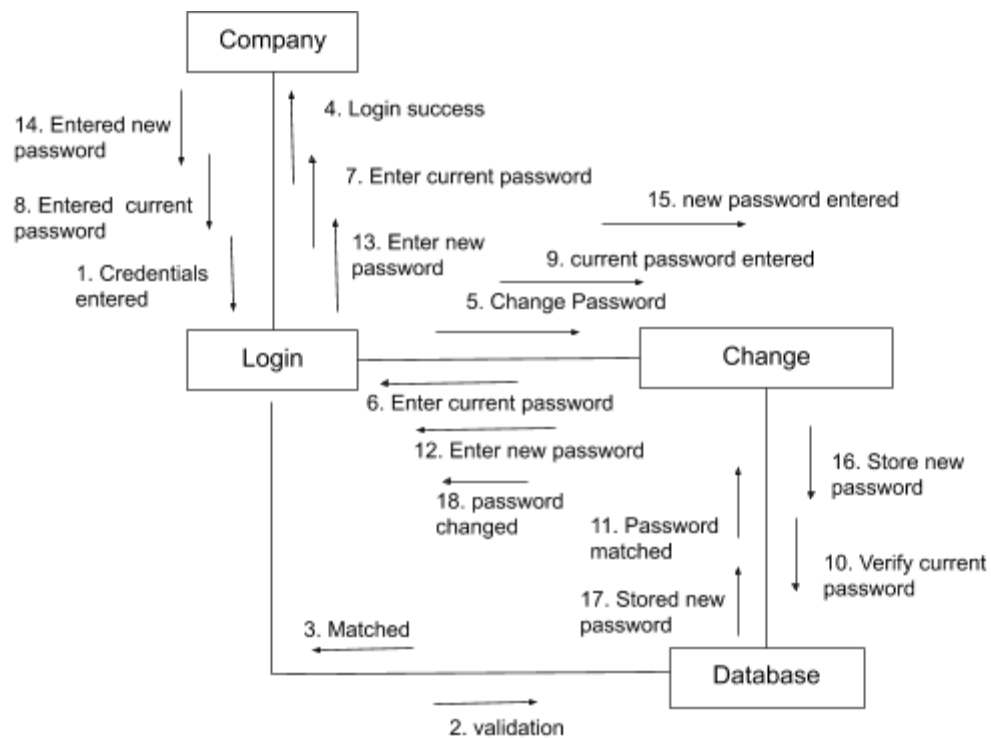 Company
4. Login success
14. Entered new
password
7. Enter current password
15. new password entered
8. Entered current
password
13. Enter new
password
9. current password entered
1. Credentials
entered
5. Change Password
Login
Change
6. Enter current password
12. Enter new password
16. Store new
password
18. password
changed
11. Password
matched
10. Verify current
password
17. Stored new
password
3. Matched
Database
2. validation